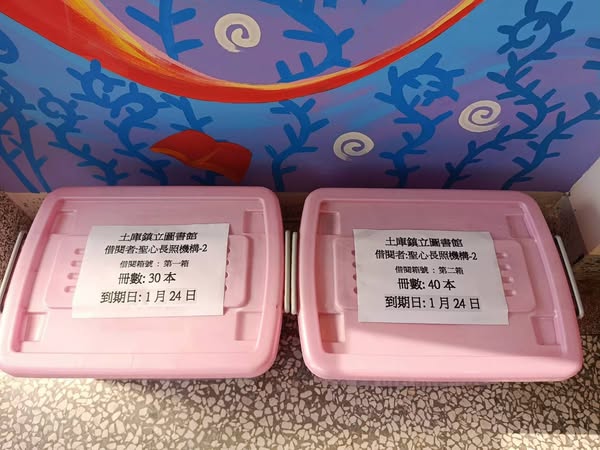 土庫鎮立圖書館
借閱者:聖心長照機構-2
借閱箱號：第一箱
冊數: 30 本
到期日: 1 月 24 日
土庫鎮立圖書館
借閱者:聖心長照機構-2
借閱箱號：第二箱
冊數: 40 本
到期日: 1 月 24 日